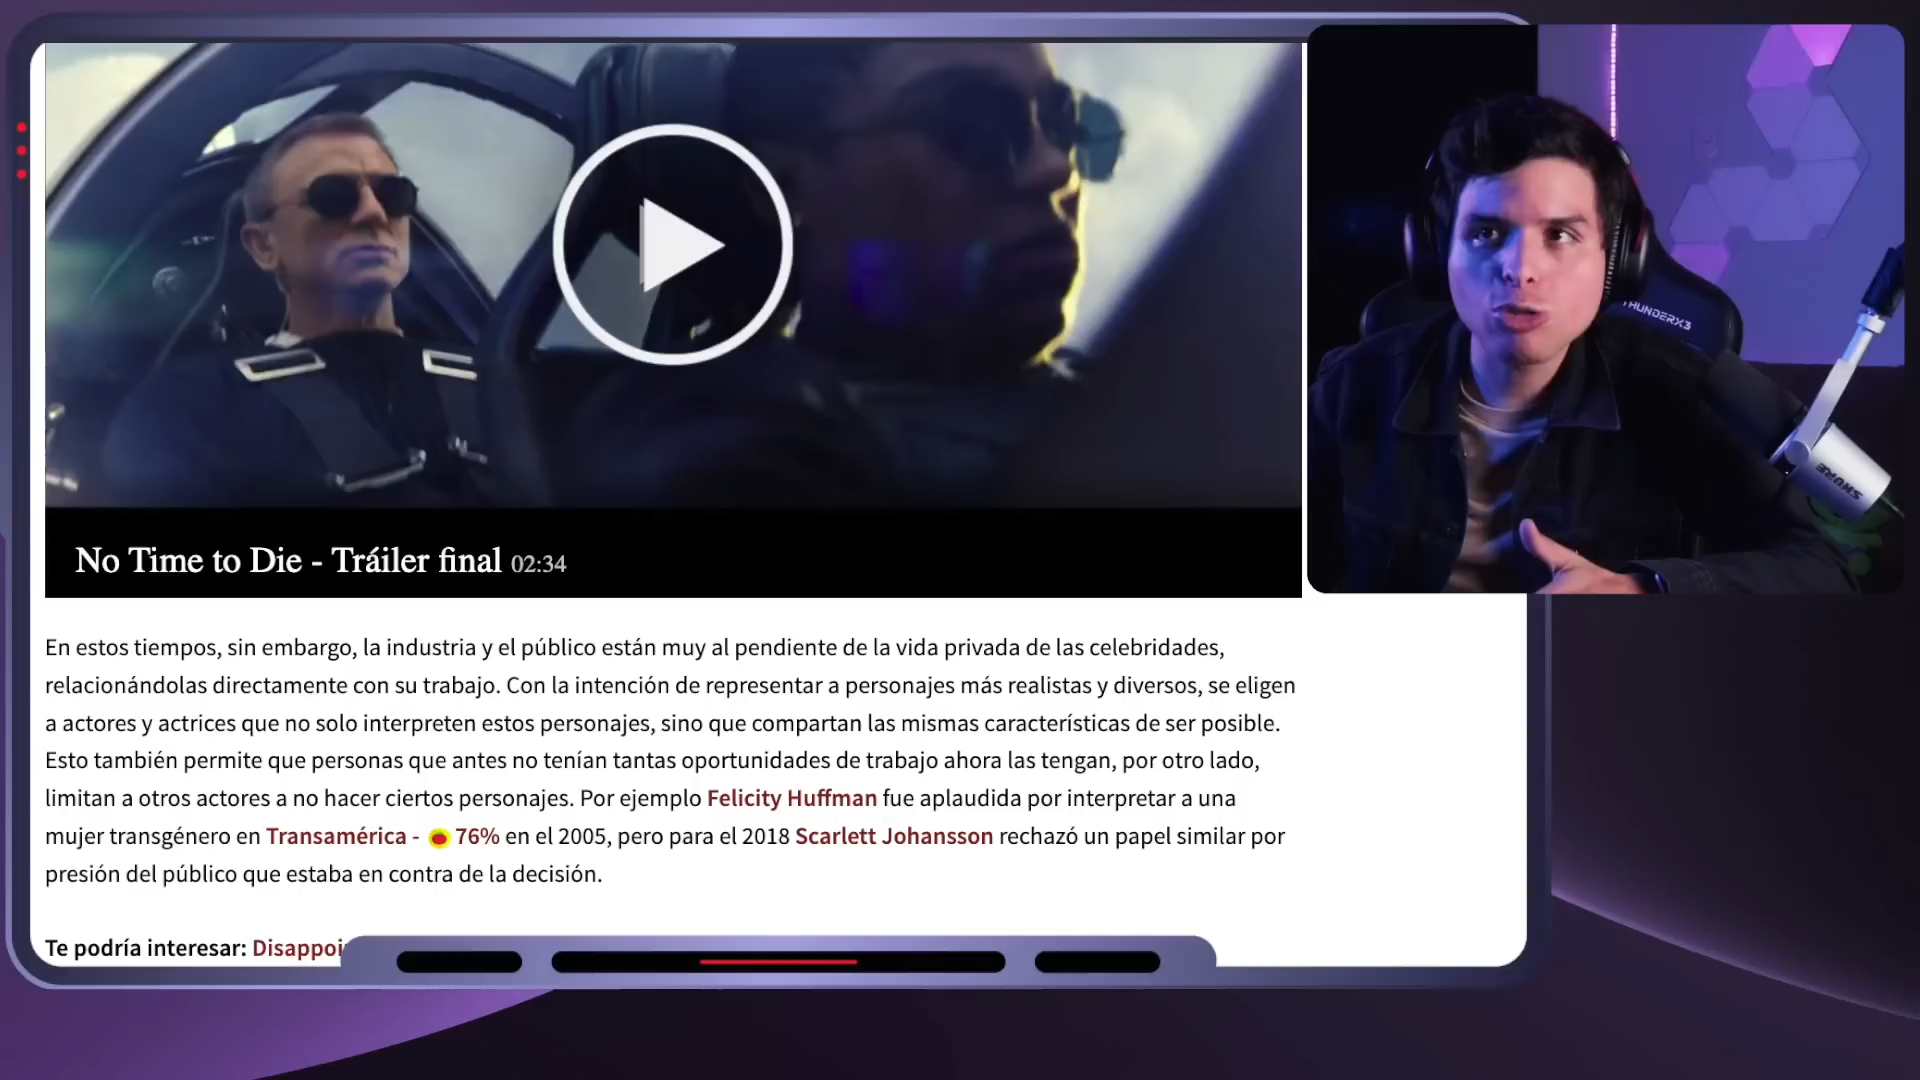 THUNDERX3
SHURE
No Time to Die - Tráiler final 02:34
En estos tiempos, sin embargo, la industria y el público están muy al pendiente de la vida privada de las celebridades,
relacionándolas directamente con su trabajo. Con la intención de representar a personajes más realistas y diversos, se eligen
a actores y actrices que no solo interpreten estos personajes, sino que compartan las mismas características de ser posible.
Esto también permite que personas que antes no tenían tantas oportunidades de trabajo ahora las tengan, por otro lado,
limitan a otros actores a no hacer ciertos personajes. Por ejemplo Felicity Huffman fue aplaudida por interpretar a una
mujer transgénero en Transamérica - 76% en el 2005, pero para el 2018 Scarlett Johansson rechazó un papel similar por
presión del público que estaba en contra de la decisión.
Te podría interesar: Disappoi